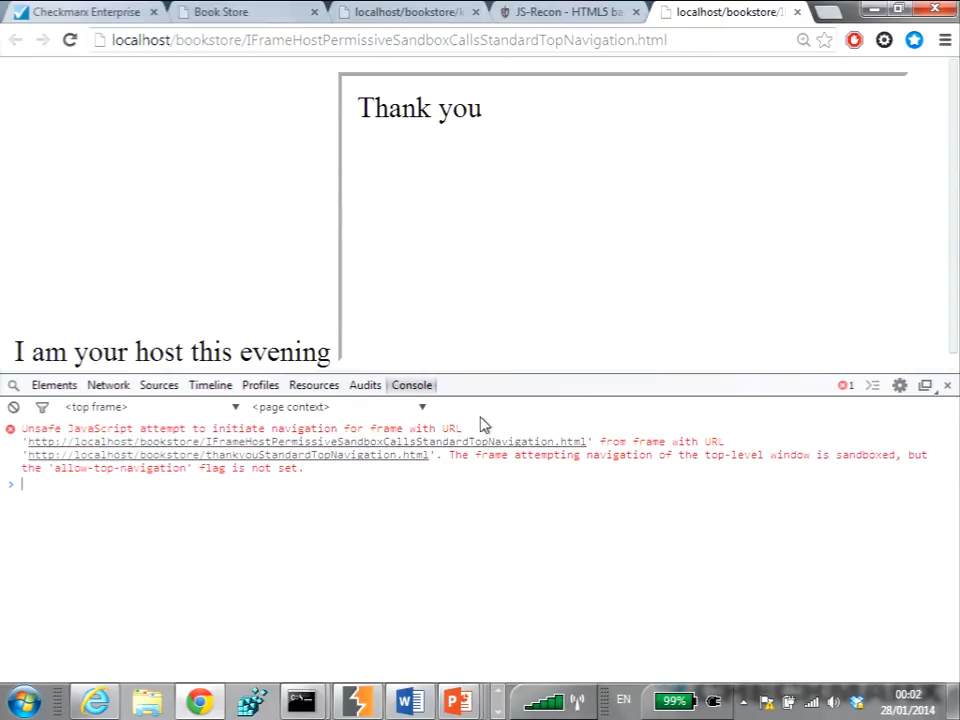 Checkmarx Enterprise
Book Store
localhost/bookstore/
JS-Recon - HTML5 ba
localhost/bookstore/I
localhost/bookstore/IFrameHostPermissiveSandboxCallsStandardTopNavigation.html
Thank you
I am your host this evening
Elements Network Sources Timeline Profiles Resources Audits Console
1
<top frame>
<page context>
Unsafe JavaScript attempt to initiate navigation for frame with URL
'http://localhost/bookstore/IFrameHostPermissiveSandboxCallsStandardTopNavigation.html' from frame with URL
'http://localhost/bookstore/thankyouStandardTopNavigation.html'. The frame attempting navigation of the top-level window is sandboxed, but
the 'allow-top-navigation' flag is not set.
>
EN
99%
00:02
28/01/2014